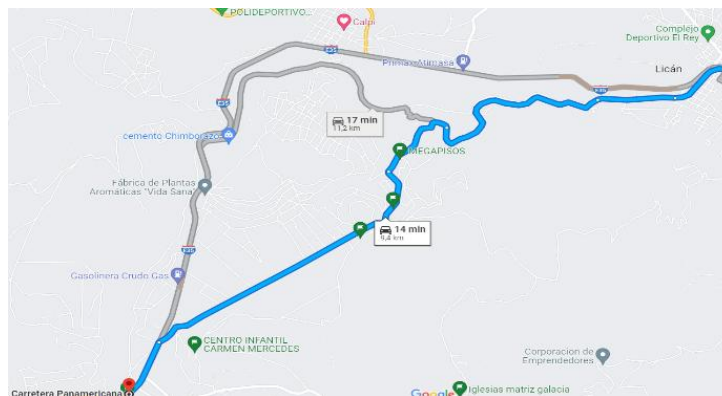 POLIDEPORTIVO...
Calpi
E35
PrimaxAtimasa
Complejo
Deportivo El Rey
Licán
E35
E35
17 min
11,2 km
cemento Chimborazo
MEGAPISOS
Fábrica de Plantas
Aromáticas "Vida Sana"
14 min
9,4 km
E35
Gasolinera Crudo Gas
CENTRO INFANTIL
CARMEN MERCEDES
Corporacion de
Emprendedores
Carretera Panamericana
Google
Iglesias matriz galacia